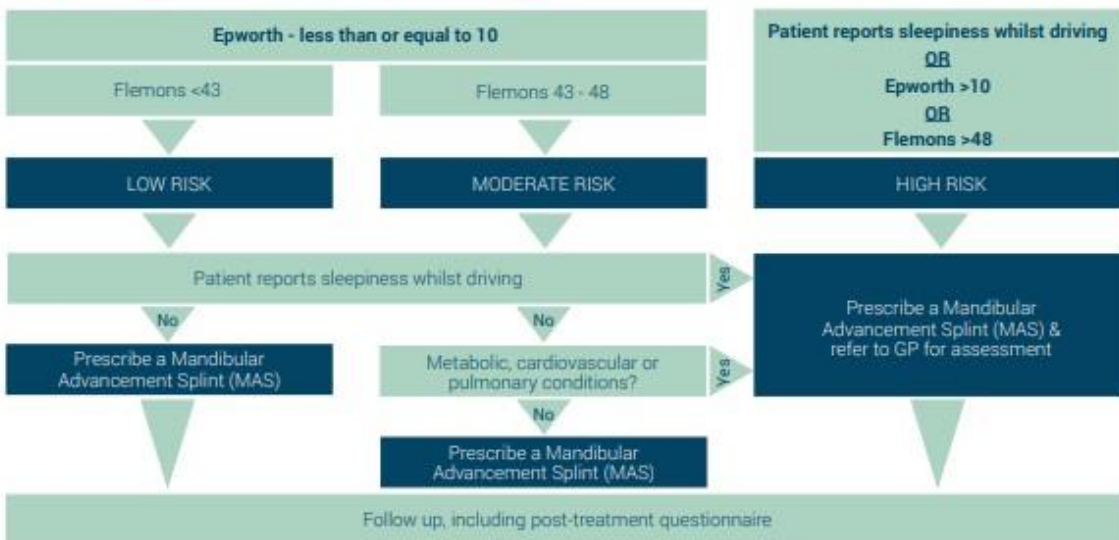 Epworth - less than or equal to 10
Patient reports sleepiness whilst driving
OR
Epworth >10
OR
Flemons >48
Flemons <43
Flemons 43 - 48
LOW RISK
MODERATE RISK
HIGH RISK
Patient reports sleepiness whilst driving
Yes
Prescribe a Mandibular
Advancement Splint (MAS) &
refer to GP for assessment
No
No
Prescribe a Mandibular
Advancement Splint (MAS)
Metabolic, cardiovascular or
pulmonary conditions?
Yes
No
Prescribe a Mandibular
Advancement Splint (MAS)
Follow up, including post-treatment questionnaire